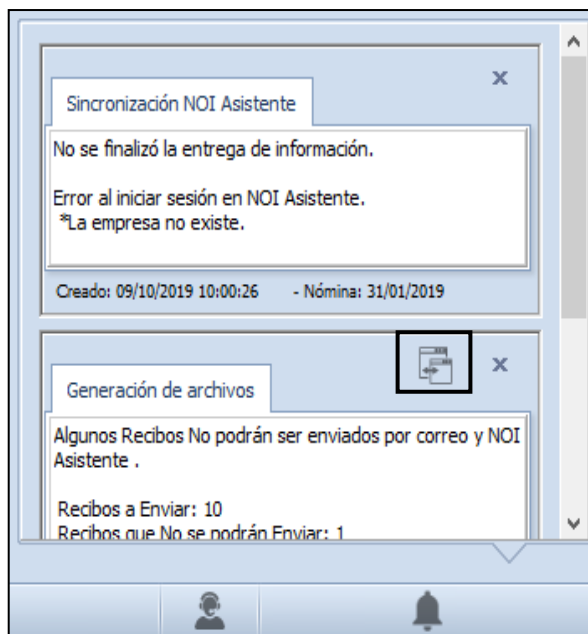 Sincronización NOI Asistente
No se finalizó la entrega de información.
Error al iniciar sesión en NOI Asistente.
*La empresa no existe.
Creado: 09/10/2019 10:00:26 - Nómina: 31/01/2019
Generación de archivos
Algunos Recibos No podrán ser enviados por correo y NOI
Asistente .
Recibos a Enviar: 10
Recibos que No se podrán Enviar: 1